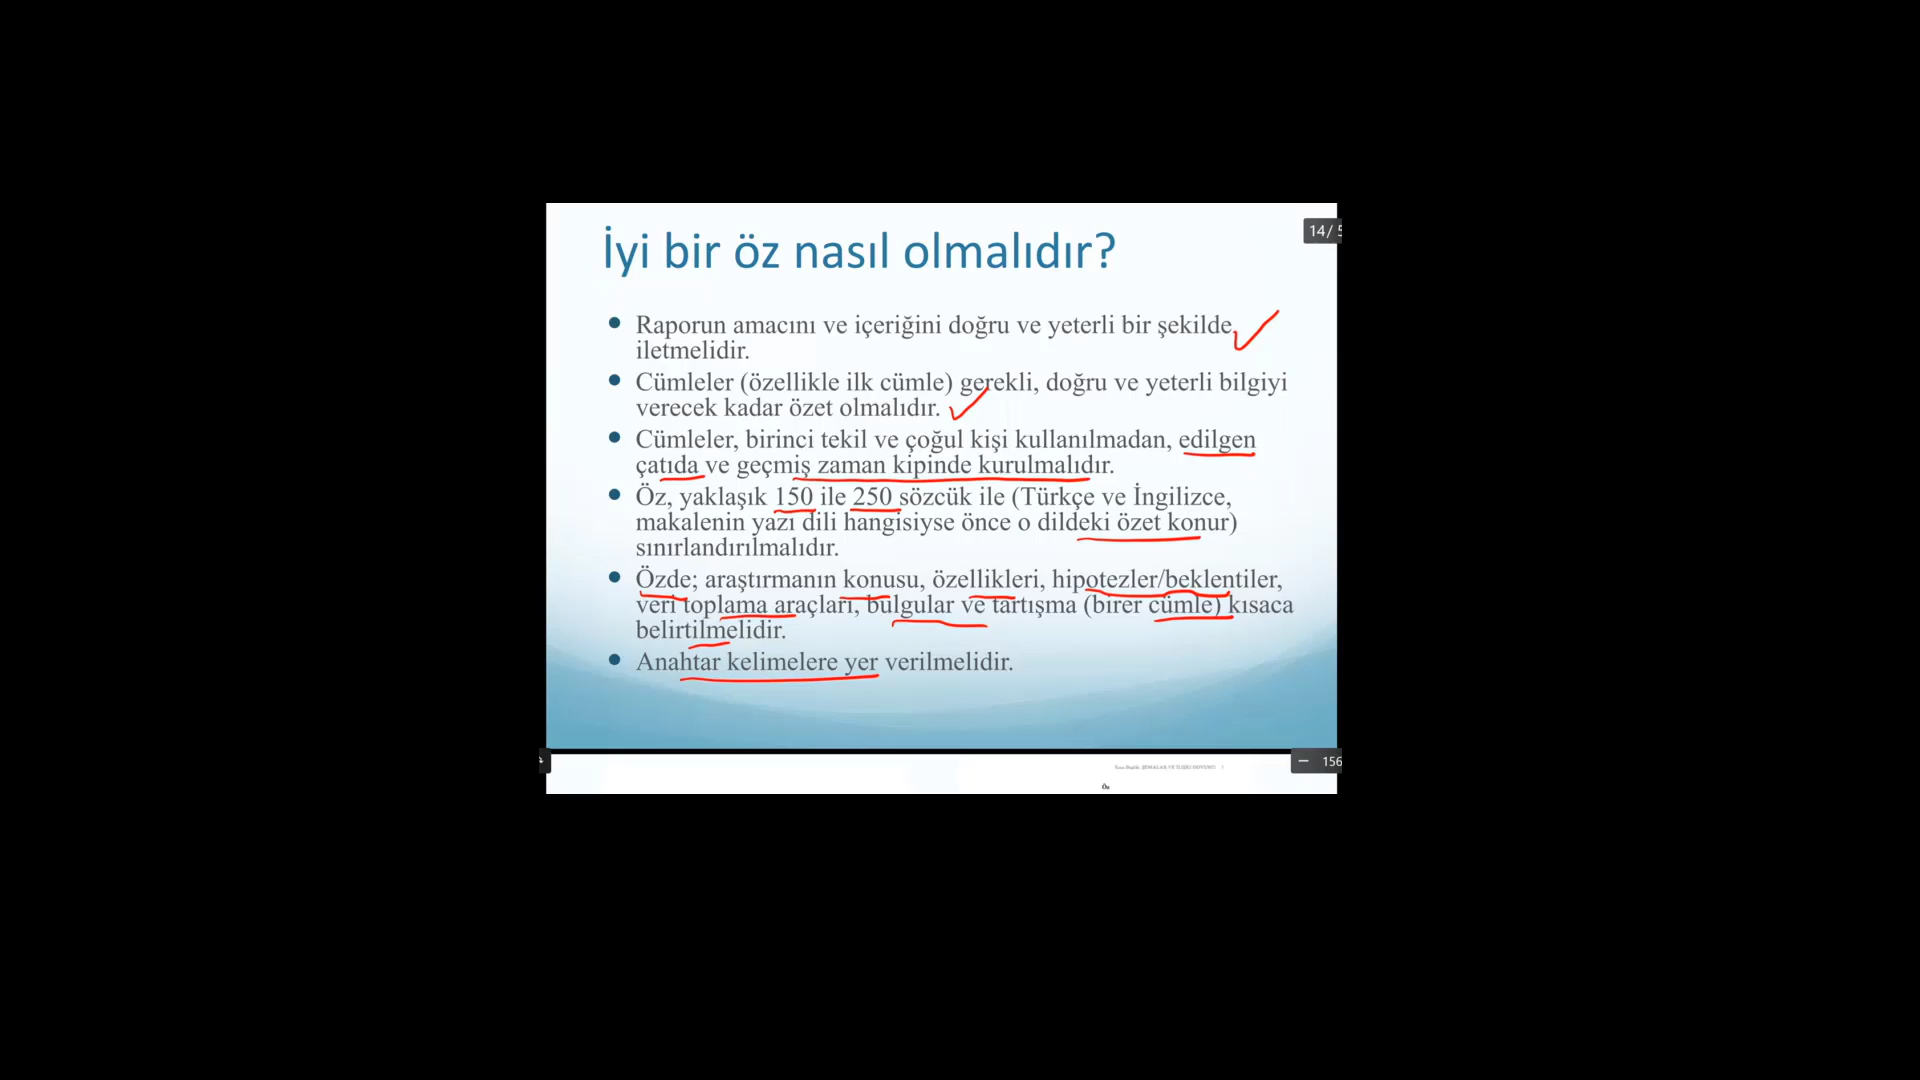 İyi bir öz nasıl olmalıdır?
14/ 5
• Raporun amacını ve içeriğini doğru ve yeterli bir şekilde
iletmelidir.
• Cümleler (özellikle ilk cümle) gerekli, doğru ve yeterli bilgiyi
verecek kadar özet olmalıdır.
• Cümleler, birinci tekil ve çoğul kişi kullanılmadan, edilgen
çatıda ve geçmiş zaman kipinde kurulmalıdır.
• Öz, yaklaşık 150 ile 250 sözcük ile (Türkçe ve İngilizce,
makalenin yazı dili hangisiyse önce o dildeki özet konur)
sınırlandırılmalıdır.
• Özde; araştırmanın konusu, özellikleri, hipotezler/beklentiler,
veri toplama araçları, bulgular ve tartışma (birer cümle) kısaca
belirtilmelidir.
• Anahtar kelimelere yer verilmelidir.
— 156
Öz